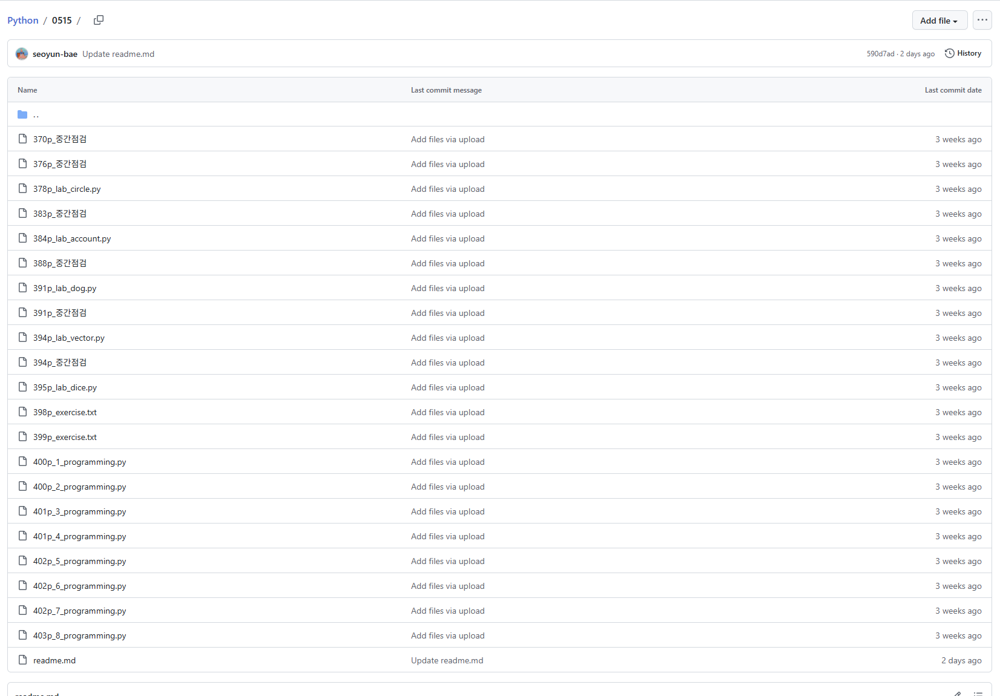 Python / 0515 /
Add file
seoyun-bae Update readme.md
590d7ad · 2 days ago
History
Name Last commit message Last commit date
..
370p_중간점검 Add files via upload 3 weeks ago
376p_중간점검 Add files via upload 3 weeks ago
378p_lab_circle.py Add files via upload 3 weeks ago
383p_중간점검 Add files via upload 3 weeks ago
384p_lab_account.py Add files via upload 3 weeks ago
388p_중간점검 Add files via upload 3 weeks ago
391p_lab_dog.py Add files via upload 3 weeks ago
391p_중간점검 Add files via upload 3 weeks ago
394p_lab_vector.py Add files via upload 3 weeks ago
394p_중간점검 Add files via upload 3 weeks ago
395p_lab_dice.py Add files via upload 3 weeks ago
398p_exercise.txt Add files via upload 3 weeks ago
399p_exercise.txt Add files via upload 3 weeks ago
400p_1_programming.py Add files via upload 3 weeks ago
400p_2_programming.py Add files via upload 3 weeks ago
401p_3_programming.py Add files via upload 3 weeks ago
401p_4_programming.py Add files via upload 3 weeks ago
402p_5_programming.py Add files via upload 3 weeks ago
402p_6_programming.py Add files via upload 3 weeks ago
402p_7_programming.py Add files via upload 3 weeks ago
403p_8_programming.py Add files via upload 3 weeks ago
readme.md Update readme.md 2 days ago
readme.md